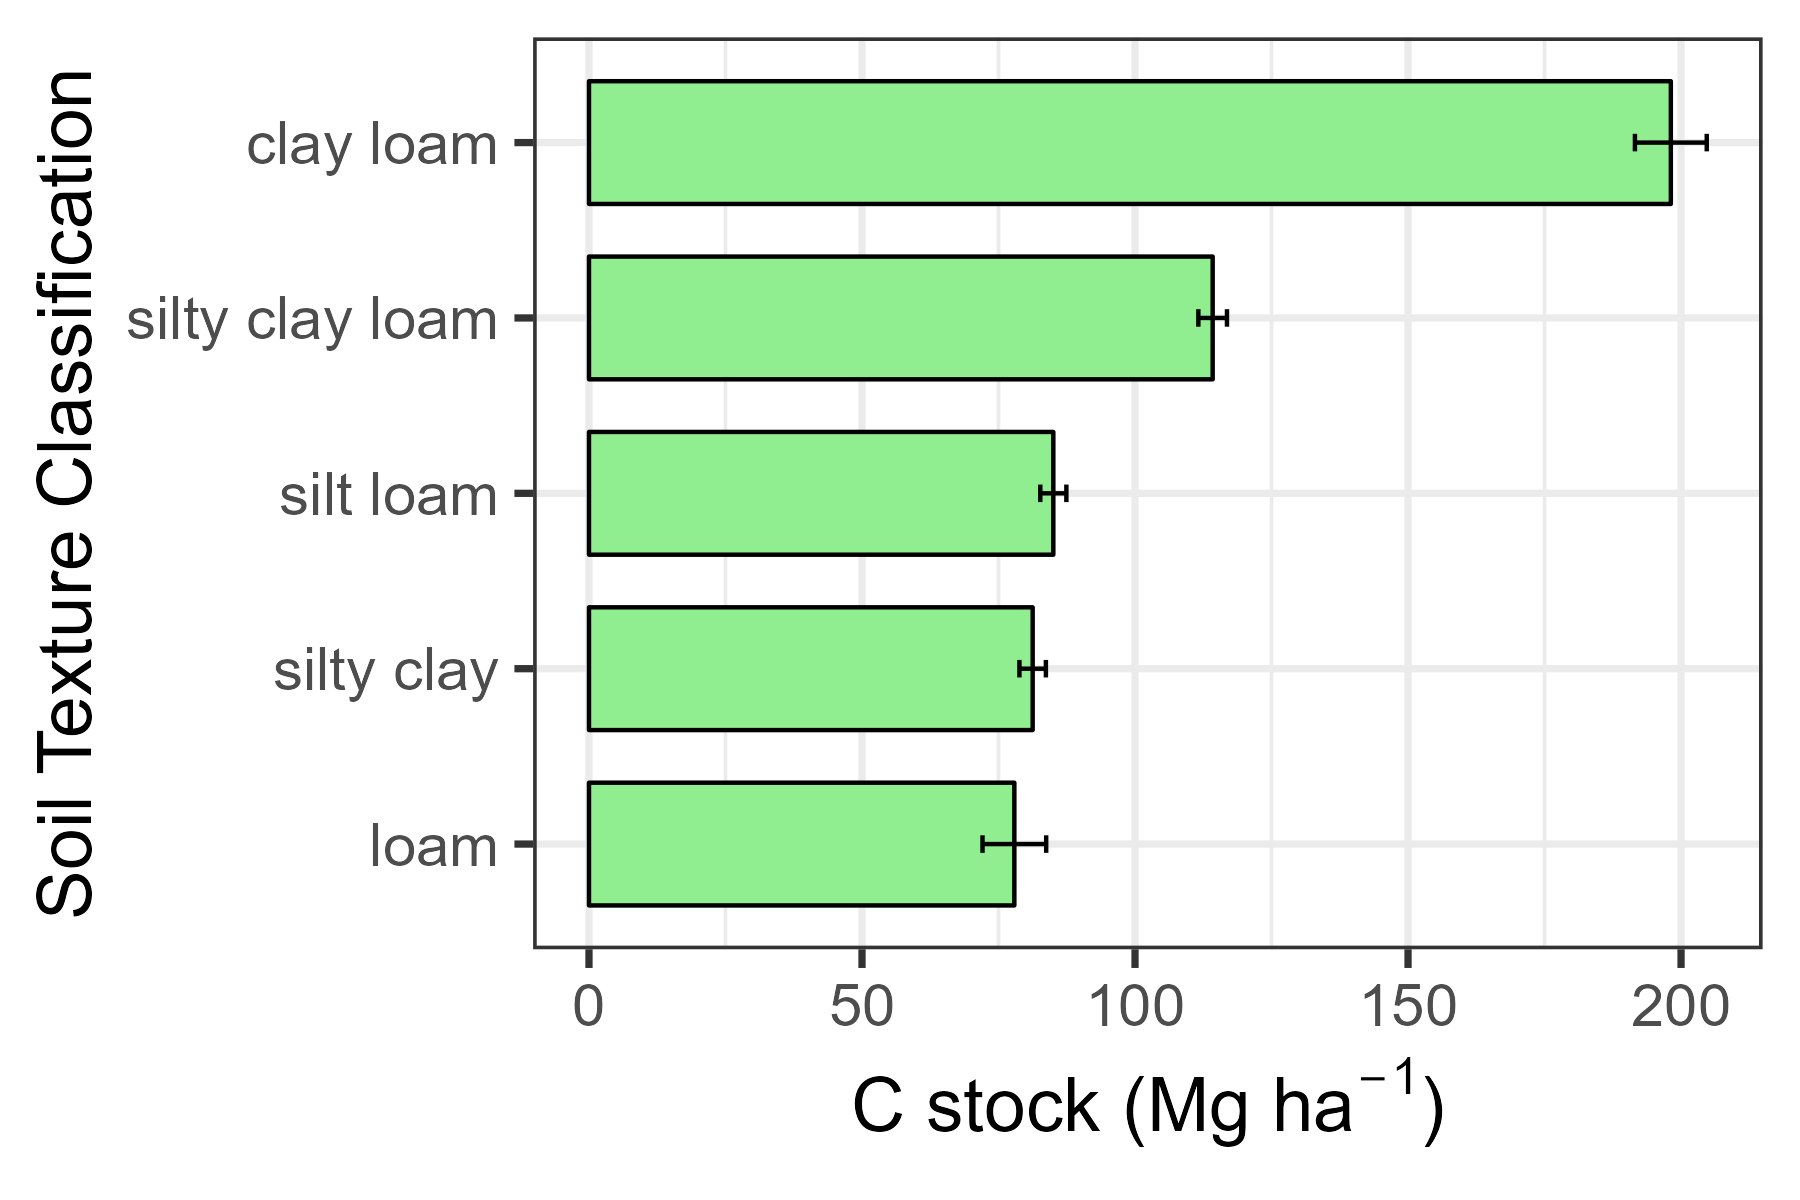 Soil Texture Classification
clay loam
silty clay loam
silt loam
silty clay
loam
0 50 100 150 200
C stock (Mg ha⁻¹)